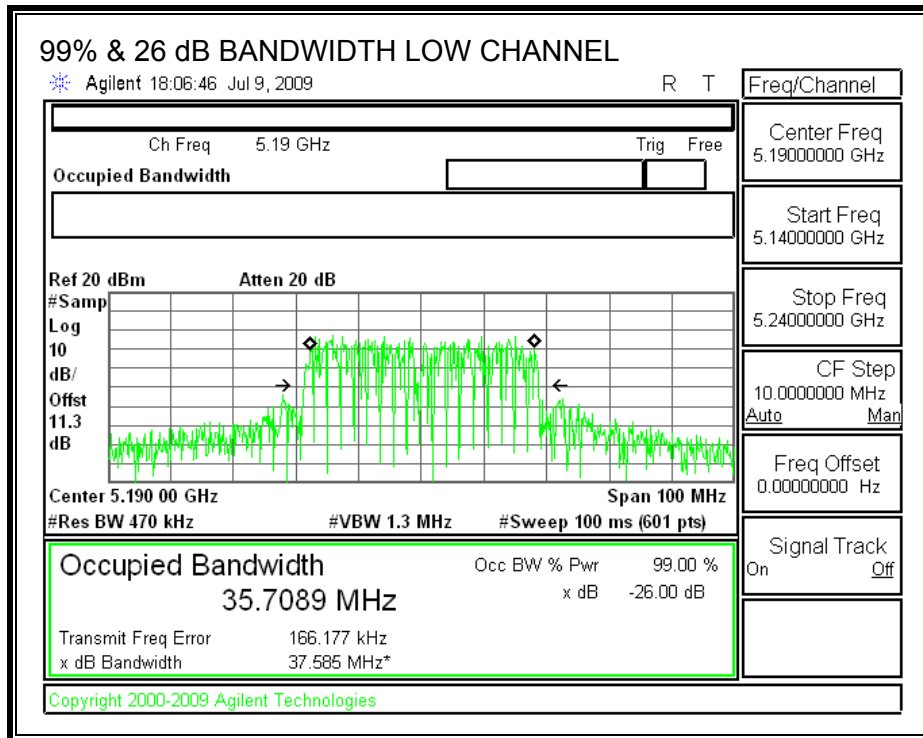 99% & 26 dB BANDWIDTH LOW CHANNEL
Agilent 18:06:46 Jul 9, 2009 R T
Freq/Channel
Ch Freq 5.19 GHz Trig Free
Occupied Bandwidth
Center Freq
5.19000000 GHz
Start Freq
5.14000000 GHz
Stop Freq
5.24000000 GHz
CF Step
10.0000000 MHz
Auto Man
Freq Offset
0.00000000 Hz
Signal Track
On Off
Ref 20 dBm Atten 20 dB
#Samp
Log
10
dB/
Offst
11.3
dB
Center 5.190 00 GHz Span 100 MHz
#Res BW 470 kHz #VBW 1.3 MHz #Sweep 100 ms (601 pts)
Occupied Bandwidth Occ BW % Pwr 99.00 %
35.7089 MHz x dB -26.00 dB
Transmit Freq Error 166.177 kHz
x dB Bandwidth 37.585 MHz*
Copyright 2000-2009 Agilent Technologies